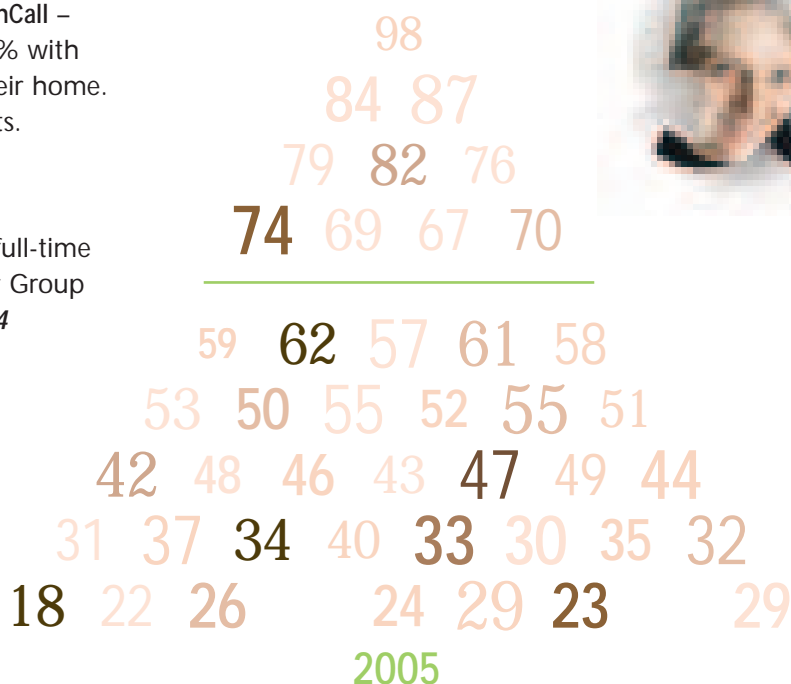 nCall –
% with
eir home.
ts.
full-time
Group
4
98
84 87
79 82 76
74 69 67 70
59 62 57 61 58
53 50 55 52 55 51
42 48 46 43 47 49 44
31 37 34 40 33 30 35 32
18 22 26 24 29 23 29
2005